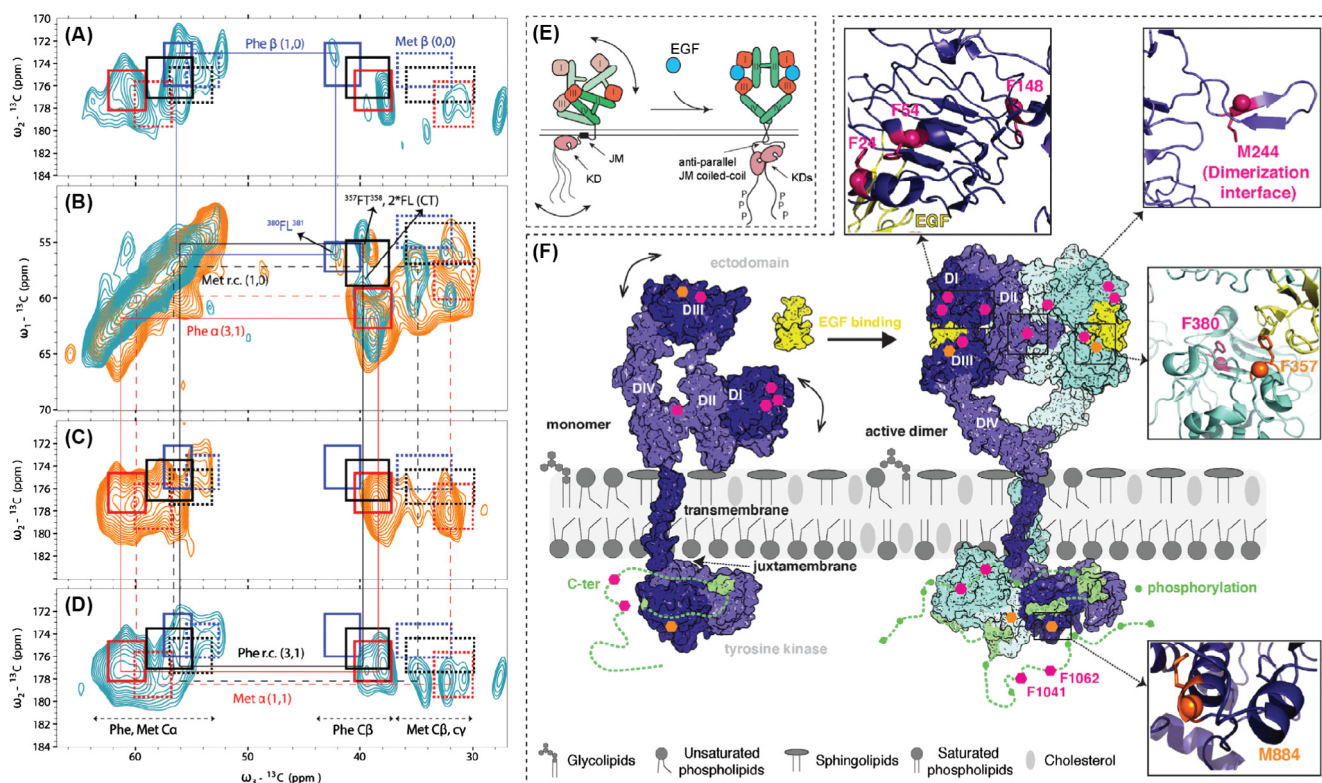 (A)
170
172
174
176
178
180
184
ω₂ - ¹³C (ppm)
Phe β (1,0)
Met β (0,0)
(B)
55
60
65
70
ω₁ - ¹³C (ppm)
³⁵⁷FT³⁵⁸, 2*FL (CT)
³⁸⁰FL³⁸¹
Met r.c. (1,0)
Phe α (3,1)
(C)
172
174
176
178
180
184
ω₂ - ¹³C (ppm)
(D)
172
174
176
178
180
182
184
ω₂ - ¹³C (ppm)
Phe r.c. (3,1)
Met α (1,1)
Phe, Met Cα
Phe Cβ
Met Cβ, cγ
60
50
40
30
ω₃ - ¹³C (ppm)
(E)
I
III
I
III
EGF
I
I
III
III
JM
KD
anti-parallel
JM coiled-coil
KDs
P
P
P
P
P
P
F148
F54
F24
EGF
M244
(Dimerization
interface)
(F)
ectodomain
DIII
DIV
DII
DI
monomer
EGF binding
DI
DII
DIII
DIV
active dimer
F380
F357
transmembrane
juxtamembrane
C-ter
tyrosine kinase
phosphorylation
F1062
F1041
M884
Glycolipids
Unsaturated
phospholipids
Sphingolipids
Saturated
phospholipids
Cholesterol